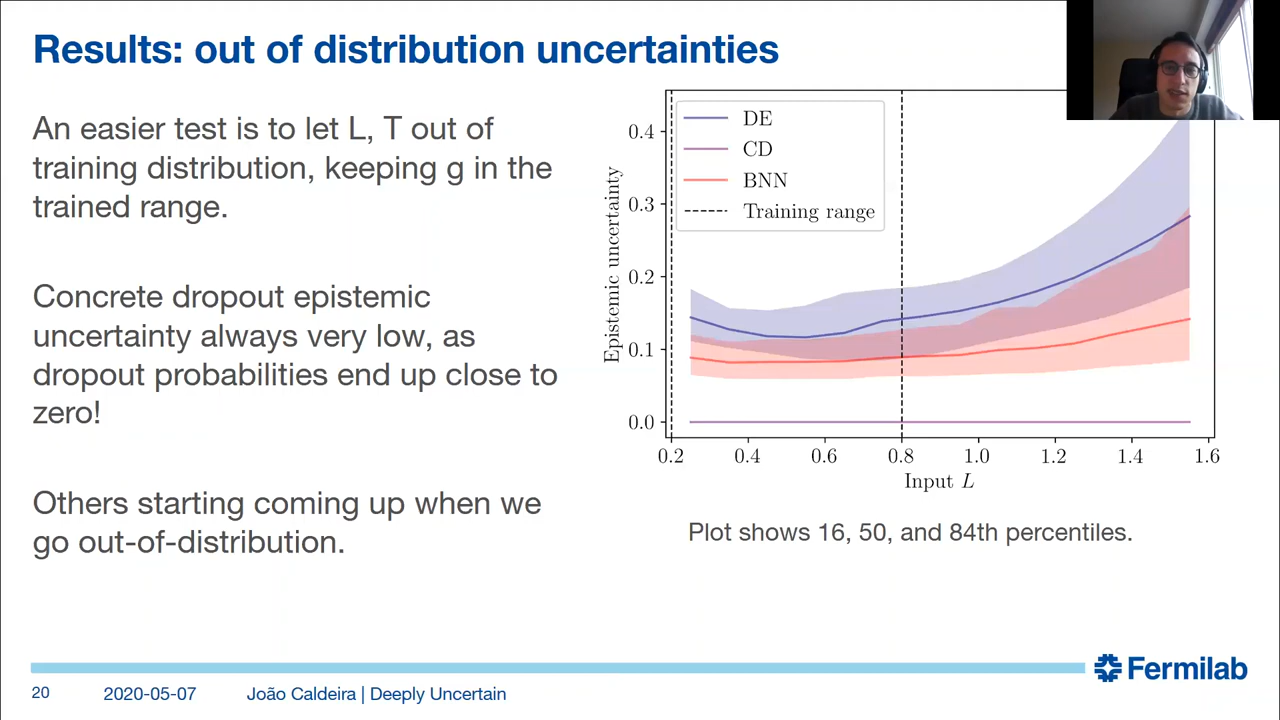 Results: out of distribution uncertainties
An easier test is to let L, T out of
training distribution, keeping g in the
trained range.
Concrete dropout epistemic
uncertainty always very low, as
dropout probabilities end up close to
zero!
Others starting coming up when we
go out-of-distribution.
Epistemic uncertainty
0.4
0.3
0.2
0.1
0.0
DE
CD
BNN
Training range
0.2 0.4 0.6 0.8 1.0 1.2 1.4 1.6
Input L
Plot shows 16, 50, and 84th percentiles.
Fermilab
20 2020-05-07 João Caldeira | Deeply Uncertain